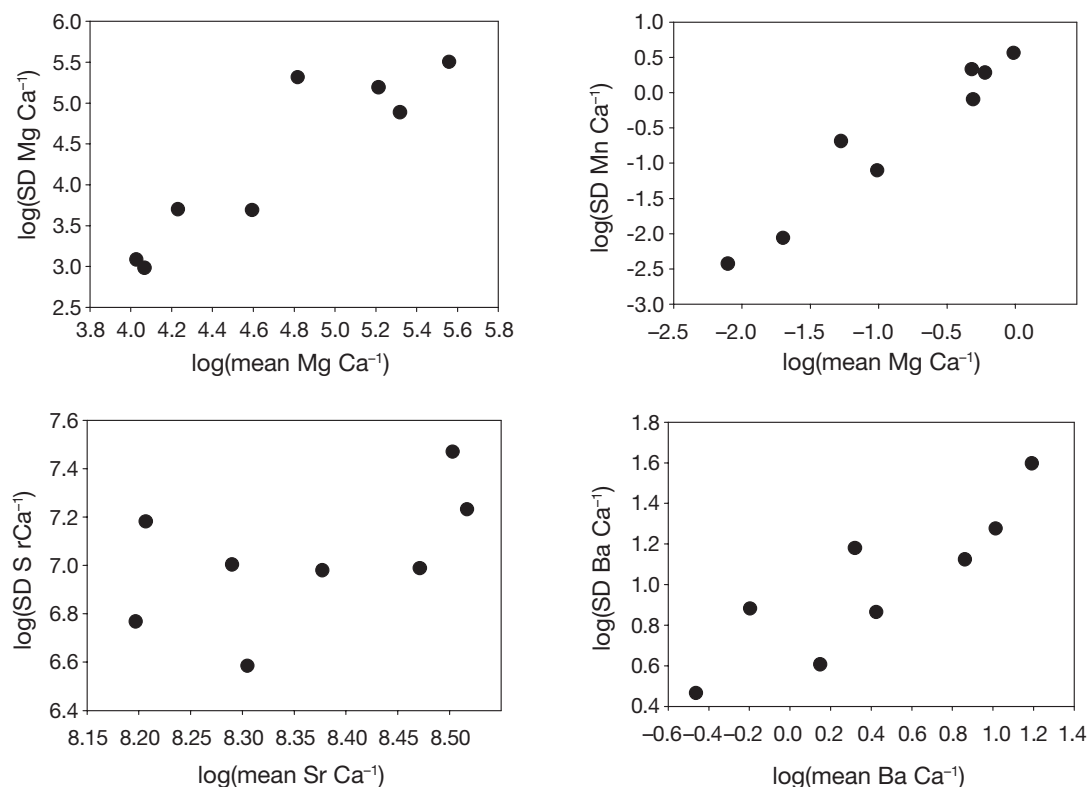 6.0
5.5
5.0
4.5
4.0
3.5
3.0
2.5
log(SD Mg Ca⁻¹)
3.8 4.0 4.2 4.4 4.6 4.8 5.0 5.2 5.4 5.6 5.8
log(mean Mg Ca⁻¹)
1.0
0.5
0.0
-0.5
-1.0
-1.5
-2.0
-2.5
-3.0
log(SD Mn Ca⁻¹)
−2.5 −2.0 −1.5 −1.0 −0.5 0.0
log(mean Mg Ca⁻¹)
7.6
7.4
7.2
7.0
6.8
6.6
6.4
log(SD S rCa⁻¹)
8.15 8.20 8.25 8.30 8.35 8.40 8.45 8.50
log(mean Sr Ca⁻¹)
1.8
1.6
1.4
1.2
1.0
0.8
0.6
0.4
log(SD Ba Ca⁻¹)
−0.6−0.4−0.2 0.0 0.2 0.4 0.6 0.8 1.0 1.2 1.4
log(mean Ba Ca⁻¹)